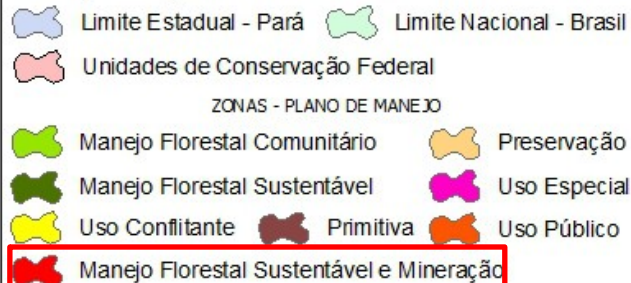 Limite Estadual - Pará Limite Nacional - Brasil
Unidades de Conservação Federal
ZONAS - PLANO DE MANEJO
Manejo Florestal Comunitário Preservação
Manejo Florestal Sustentável Uso Especial
Uso Conflitante Primitiva Uso Público
Manejo Florestal Sustentável e Mineração